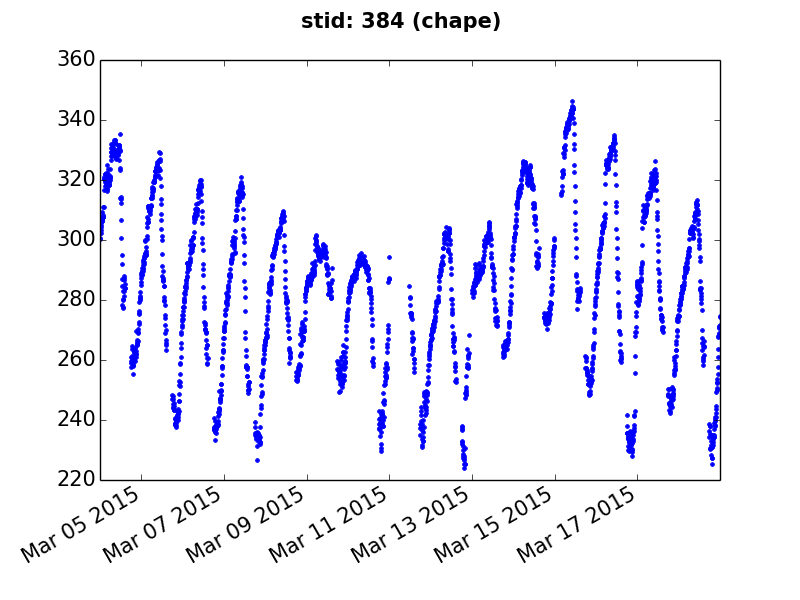 stid: 384 (chape)
360
340
320
300
280
260
240
220
Mar 05 2015
Mar 07 2015
Mar 09 2015
Mar 11 2015
Mar 13 2015
Mar 15 2015
Mar 17 2015